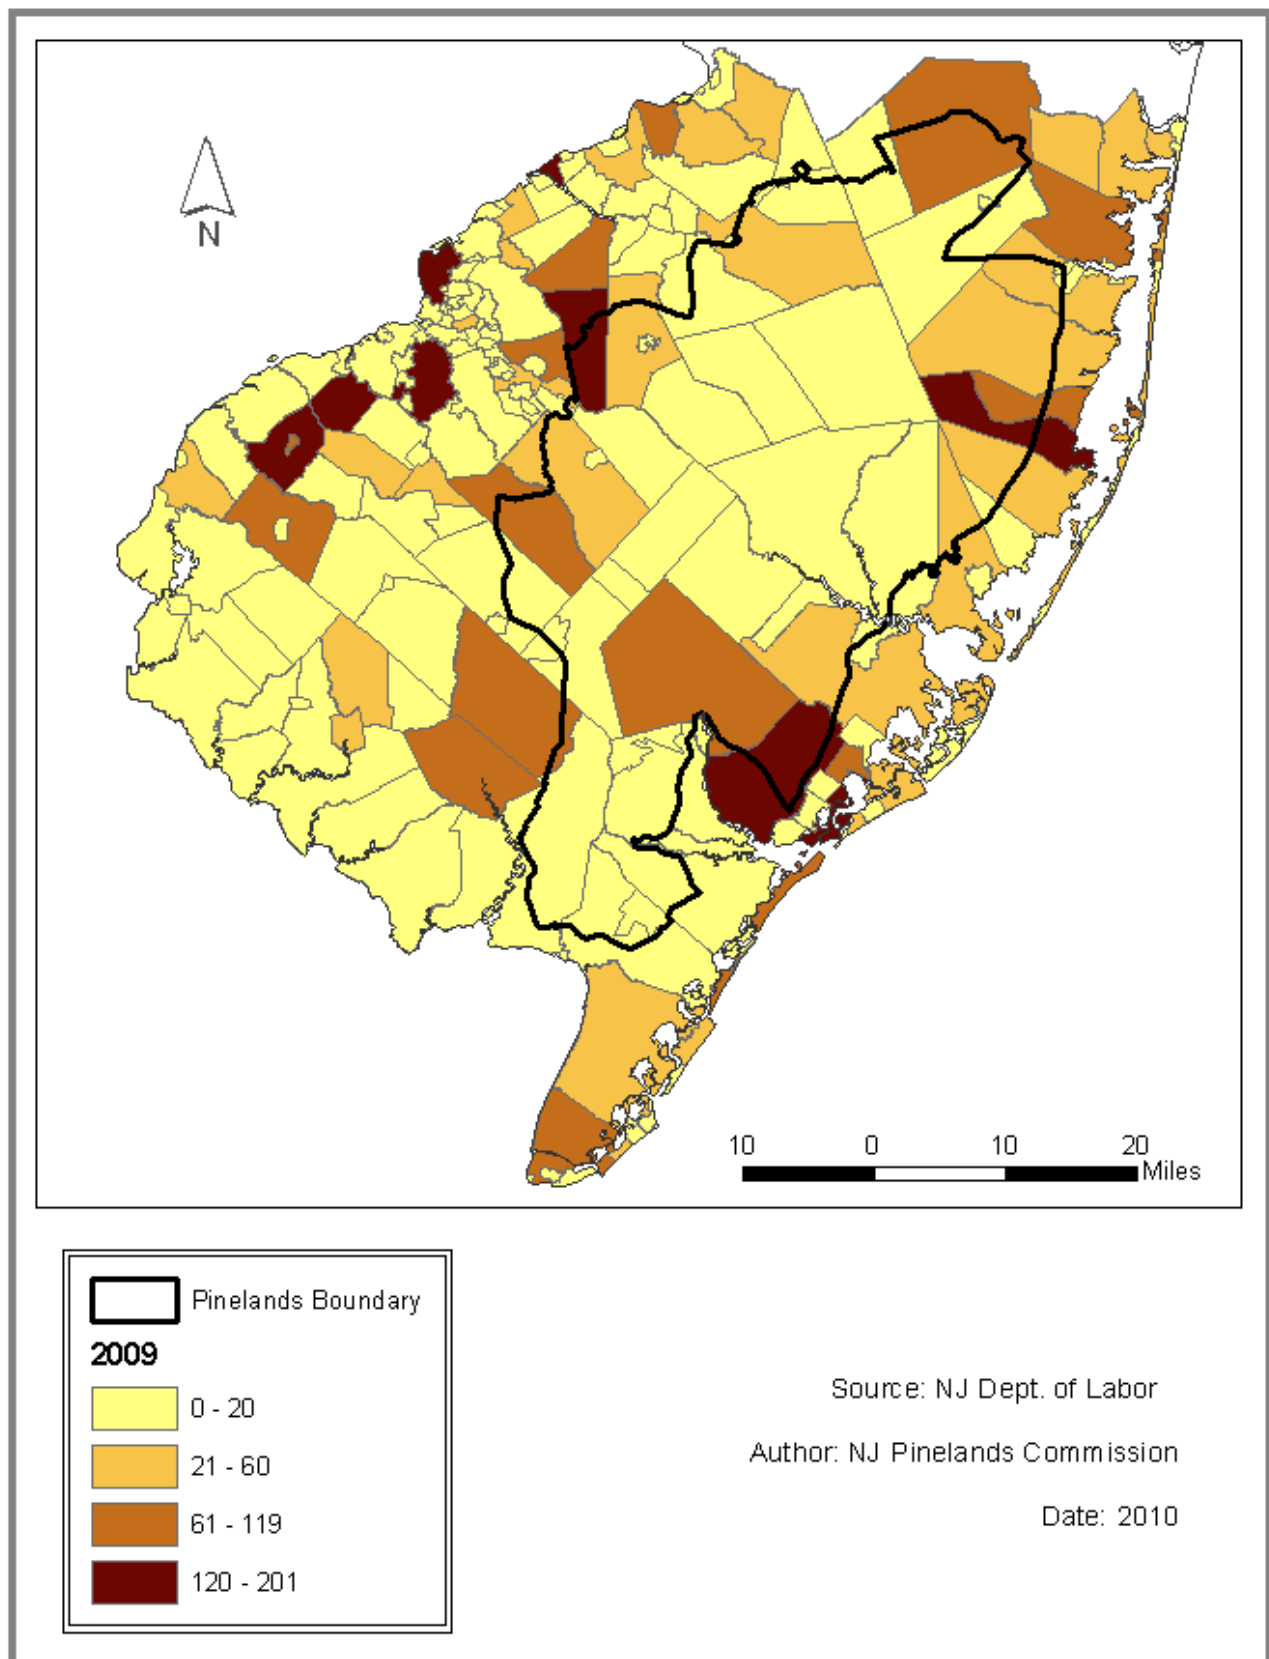 N
10 0 10 20
Miles
Pinelands Boundary
2009
0 - 20
21 - 60
61 - 119
120 - 201
Source: NJ Dept. of Labor
Author: NJ Pinelands Commission
Date: 2010